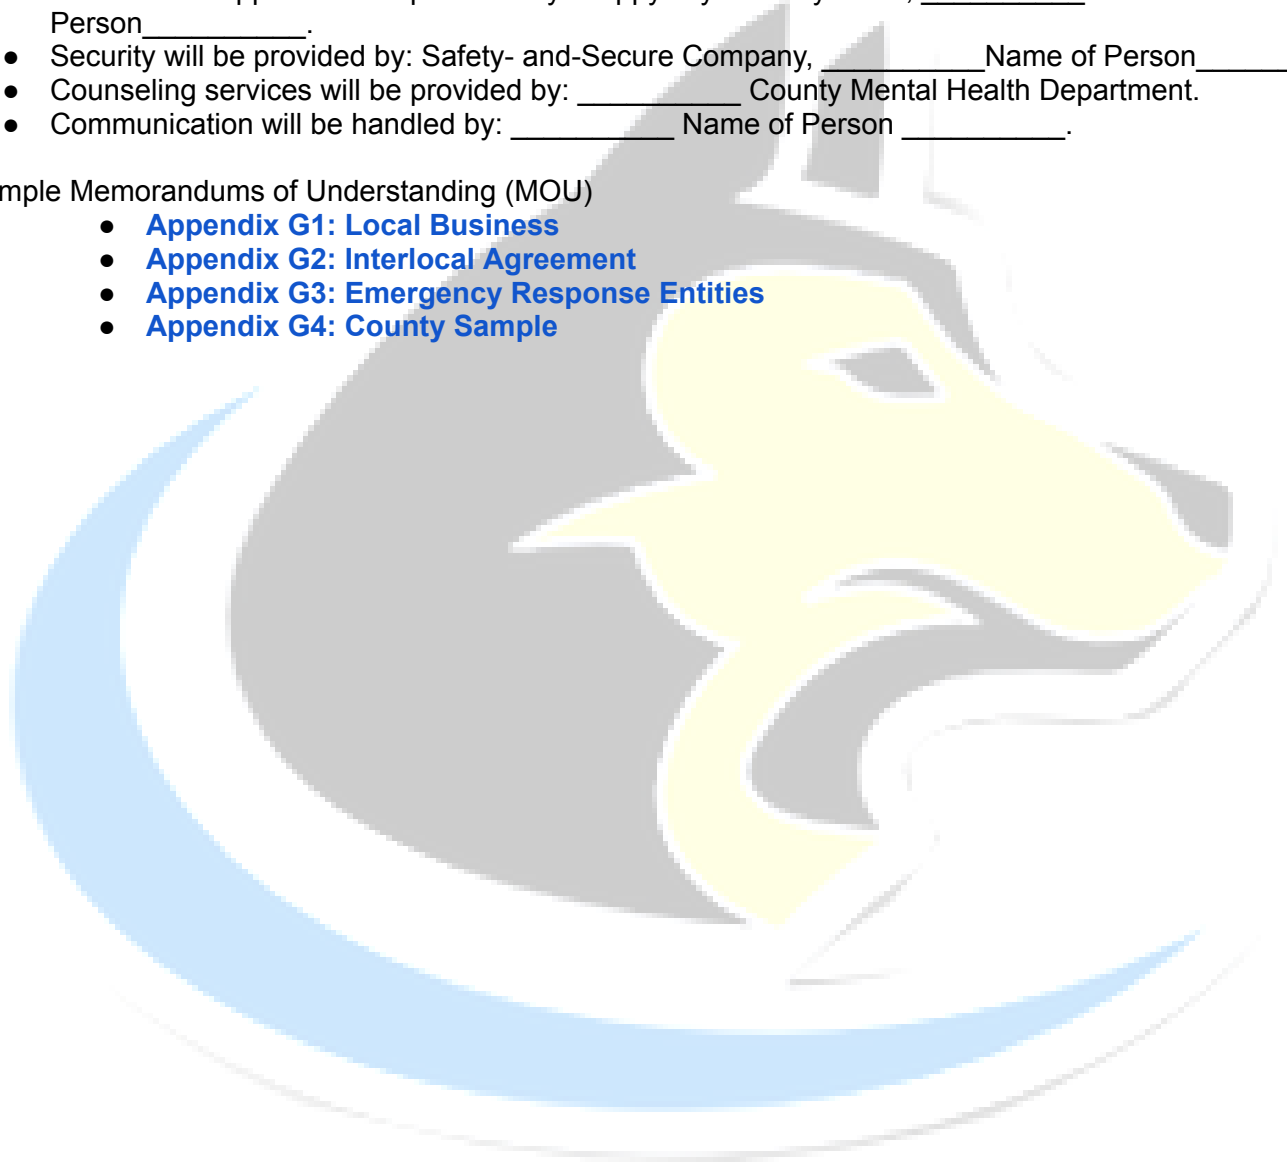 Person__________.
● Security will be provided by: Safety- and-Secure Company, __________Name of Person______
● Counseling services will be provided by: __________ County Mental Health Department.
● Communication will be handled by: __________ Name of Person __________.
mple Memorandums of Understanding (MOU)
● Appendix G1: Local Business
● Appendix G2: Interlocal Agreement
● Appendix G3: Emergency Response Entities
● Appendix G4: County Sample